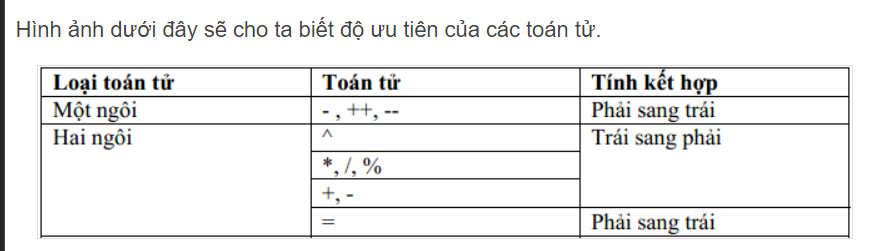 Hình ảnh dưới đây sẽ cho ta biết độ ưu tiên của các toán tử.
Loại toán tử Toán tử Tính kết hợp
Một ngôi - , ++, -- Phải sang trái
Hai ngôi ^ Trái sang phải
*, /, %
+, -
= Phải sang trái